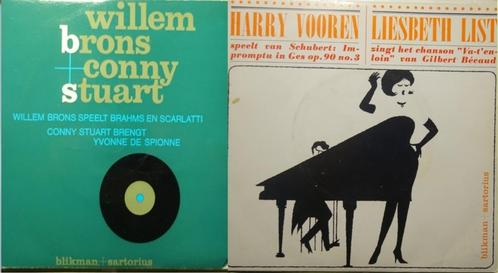 willem
brons
+conny
stuart
WILLEM BRONS SPEELT BRAHMS EN SCARLATTI
CONNY STUART BRENGT
YVONNE DE SPIONNE
blikman+sartorius
HARRY VOOREN
speelt van Schubert: Im-
promptu in Ges op.90 no.3
LIESBETH LIST
zingt het chanson "Va-t'en-
loin" van Gilbert Bécaud
blikman+sartorius